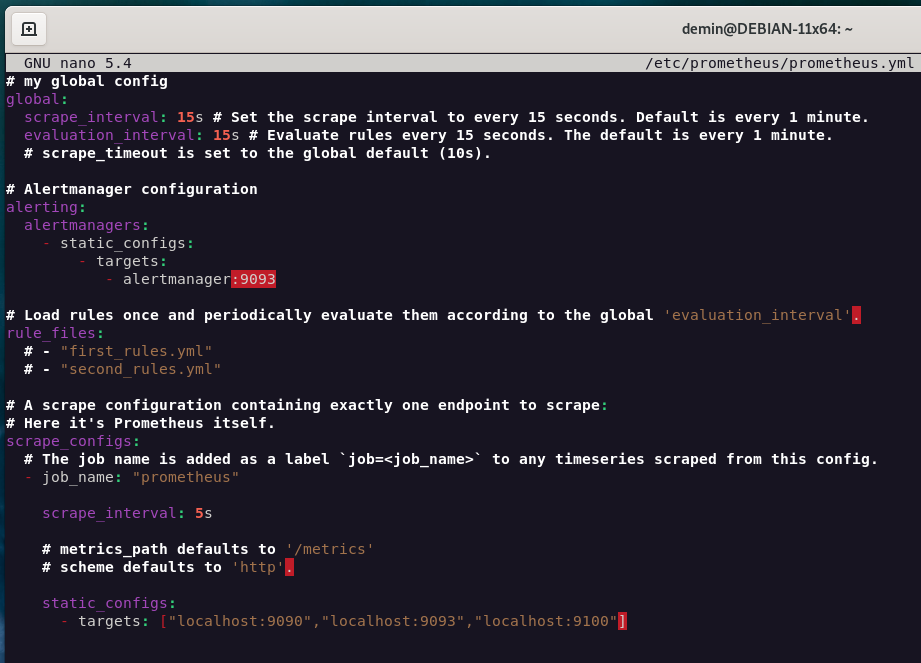 demin@DEBIAN-11x64: ~
GNU nano 5.4 /etc/prometheus/prometheus.yml
# my global config
global:
  scrape_interval: 15s # Set the scrape interval to every 15 seconds. Default is every 1 minute.
  evaluation_interval: 15s # Evaluate rules every 15 seconds. The default is every 1 minute.
  # scrape_timeout is set to the global default (10s).

# Alertmanager configuration
alerting:
  alertmanagers:
    - static_configs:
        - targets:
           - alertmanager:9093

# Load rules once and periodically evaluate them according to the global 'evaluation_interval'.
rule_files:
  # - "first_rules.yml"
  # - "second_rules.yml"

# A scrape configuration containing exactly one endpoint to scrape:
# Here it's Prometheus itself.
scrape_configs:
  # The job name is added as a label `job=<job_name>` to any timeseries scraped from this config.
  - job_name: "prometheus"

    scrape_interval: 5s

    # metrics_path defaults to '/metrics'
    # scheme defaults to 'http'.

    static_configs:
      - targets: ["localhost:9090","localhost:9093","localhost:9100"]